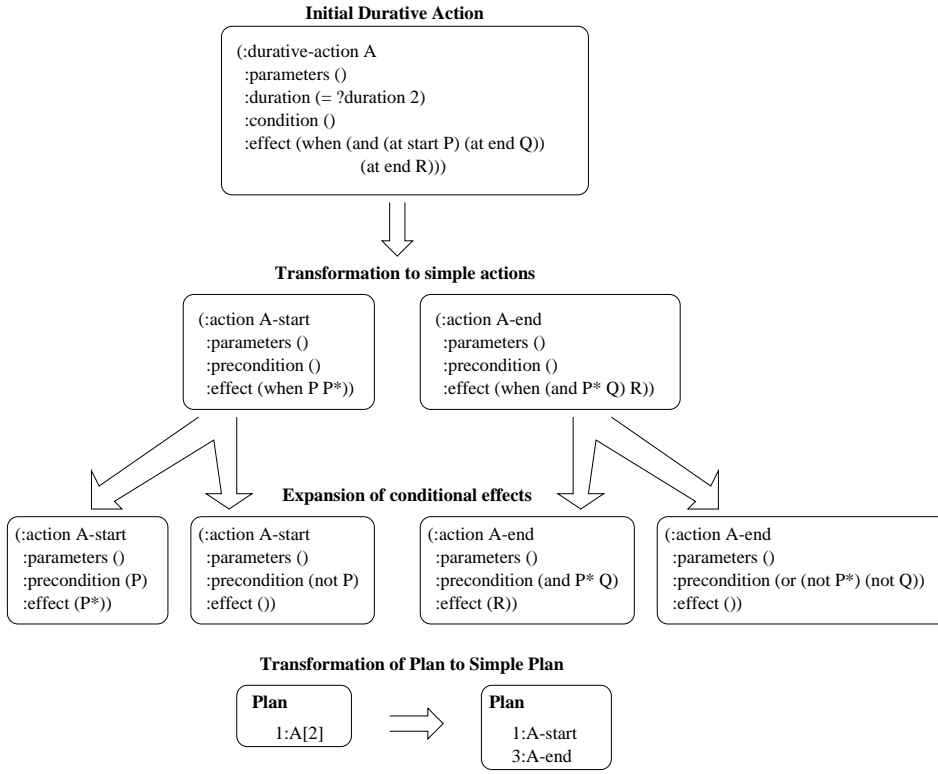 Initial Durative Action
(:durative-action A
:parameters ()
:duration (= ?duration 2)
:condition ()
:effect (when (and (at start P) (at end Q))
(at end R)))
Transformation to simple actions
(:action A-start
:parameters ()
:precondition ()
:effect (when P P*))
(:action A-end
:parameters ()
:precondition ()
:effect (when (and P* Q) R))
Expansion of conditional effects
(:action A-start
:parameters ()
:precondition (P)
:effect (P*))
(:action A-start
:parameters ()
:precondition (not P)
:effect ())
(:action A-end
:parameters ()
:precondition (and P* Q)
:effect (R))
(:action A-end
:parameters ()
:precondition (or (not P*) (not Q))
:effect ())
Transformation of Plan to Simple Plan
Plan
1:A[2]
Plan
1:A-start
3:A-end